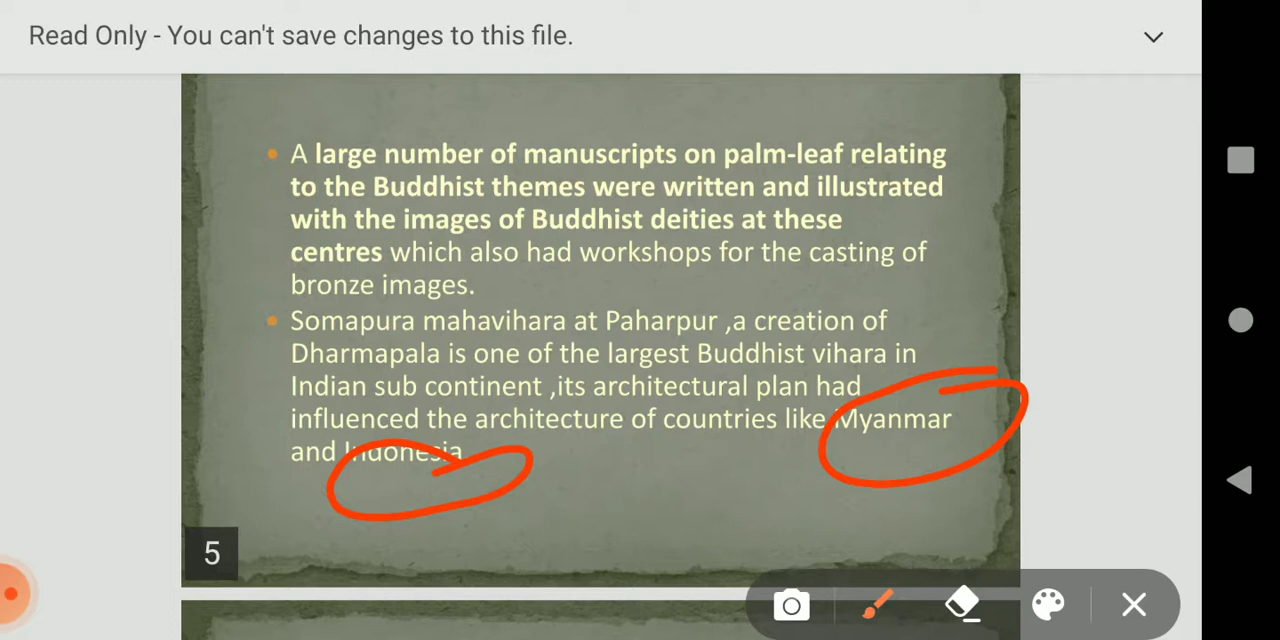 Read Only - You can't save changes to this file.
A large number of manuscripts on palm-leaf relating
to the Buddhist themes were written and illustrated
with the images of Buddhist deities at these
centres which also had workshops for the casting of
bronze images.
Somapura mahavihara at Paharpur ,a creation of
Dharmapala is one of the largest Buddhist vihara in
Indian sub continent ,its architectural plan had
influenced the architecture of countries like Myanmar
and Indonesia
5